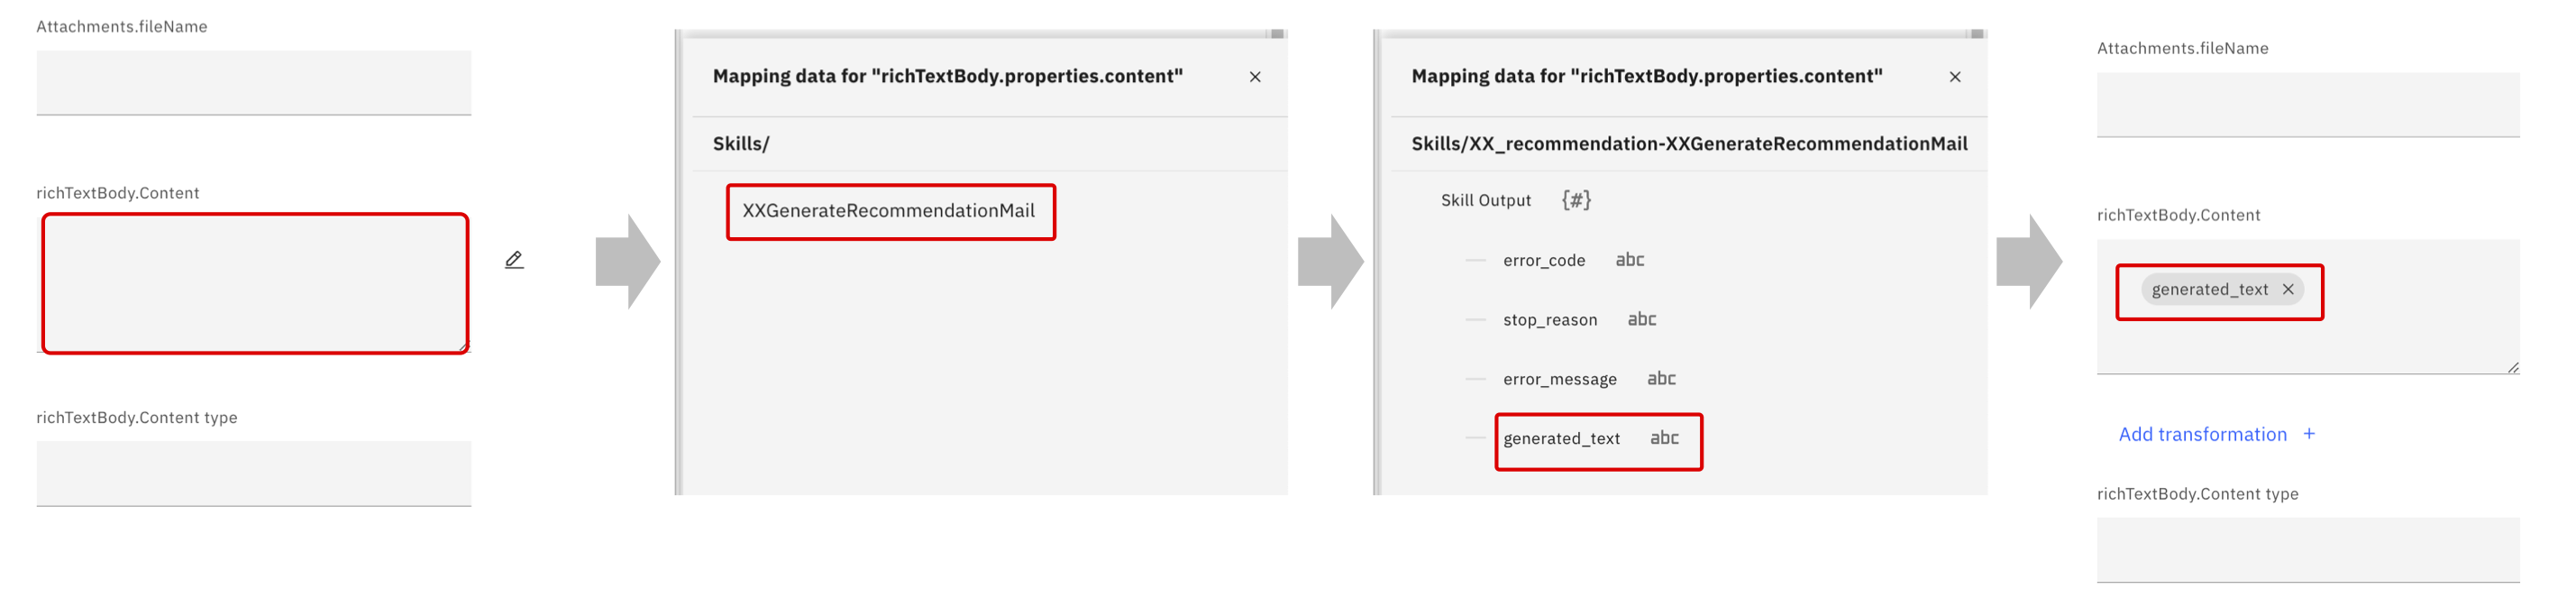 Attachments.fileName
richTextBody.Content
richTextBody.Content type
Mapping data for "richTextBody.properties.content"
Skills/
XXGenerateRecommendationMail
Mapping data for "richTextBody.properties.content"
Skills/XX_recommendation-XXGenerateRecommendationMail
Skill Output {#}
error_code abc
stop_reason abc
error_message abc
generated_text abc
Attachments.fileName
richTextBody.Content
generated_text
Add transformation +
richTextBody.Content type